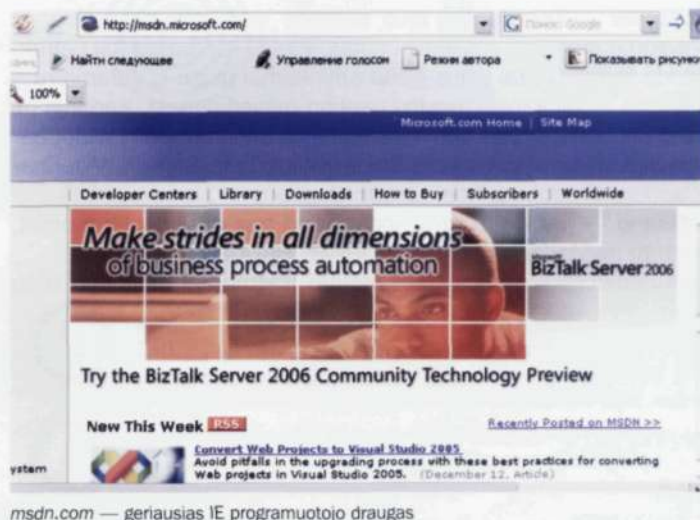 http://msdn.microsoft.com/
G Поиск: Google
Найти следующее Управление голосом Режим автора Показывать рисунки
100%
Microsoft.com Home | Site Map
Developer Centers | Library | Downloads | How to Buy | Subscribers | Worldwide
Make strides in all dimensions
of business process automation
BizTalk Server 2006
Try the BizTalk Server 2006 Community Technology Preview
New This Week RSS
Recently Posted on MSDN >>
ystem
Convert Web Projects to Visual Studio 2005
Avoid pitfalls in the upgrading process with these best practices for converting
Web projects in Visual Studio 2005. (December 12, Article)
msdn.com — geriausias IE programuotojo draugas